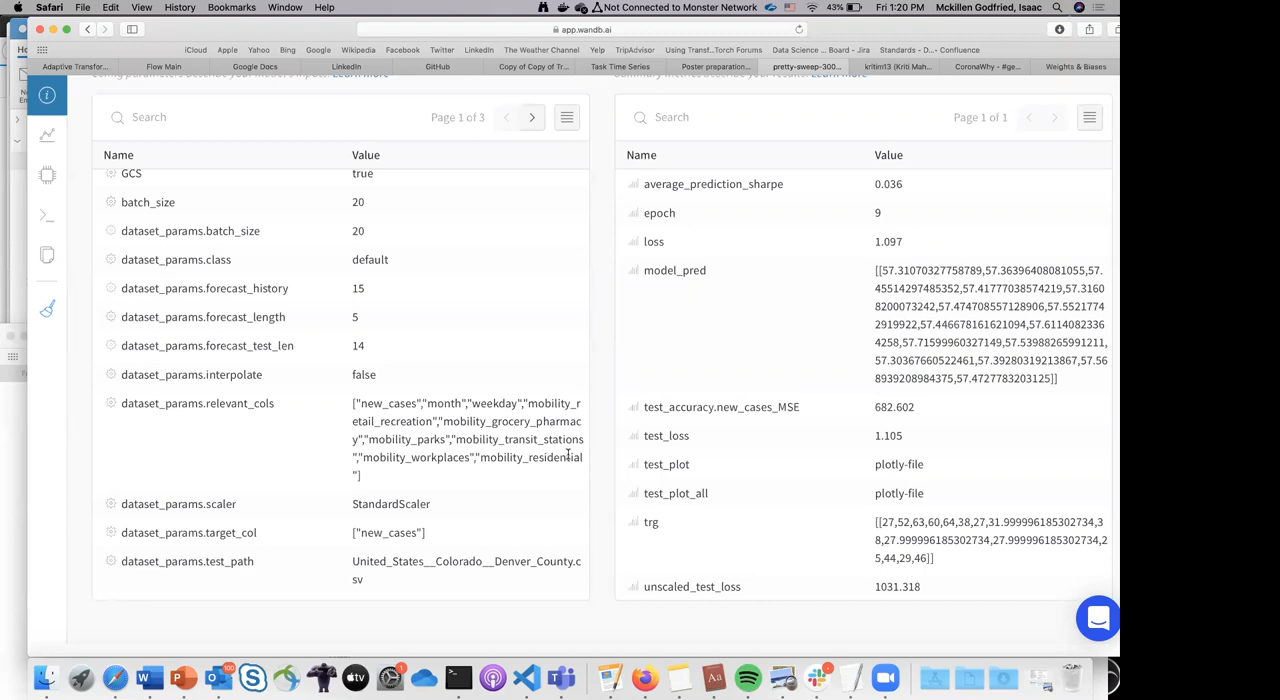 Safari File Edit View History Bookmarks Window Help Not Connected to Monster Network 43% Fri 1:20 PM Mckillen Godfried, Isaac
app.wandb.ai
iCloud Apple Yahoo Bing Google Wikipedia Facebook Twitter LinkedIn The Weather Channel Yelp TripAdvisor Using Transf...Torch Forums Data Science ... Board - Jira Standards - D...- Confluence
Adaptive Transfor... Flow Main Google Docs LinkedIn GitHub Copy of Copy of Tr... Task Time Series Poster preparation... pretty-sweep-300... kritim13 (Kriti Mah... CoronaWhy - #ge... Weights & Biases
Search Page 1 of 3
Name Value
GCS true
batch_size 20
dataset_params.batch_size 20
dataset_params.class default
dataset_params.forecast_history 15
dataset_params.forecast_length 5
dataset_params.forecast_test_len 14
dataset_params.interpolate false
dataset_params.relevant_cols ["new_cases","month","weekday","mobility_r
etail_recreation","mobility_grocery_pharmac
y","mobility_parks","mobility_transit_stations
","mobility_workplaces","mobility_residential
"]
dataset_params.scaler StandardScaler
dataset_params.target_col ["new_cases"]
dataset_params.test_path United_States__Colorado__Denver_County.c
sv
Search Page 1 of 1
Name Value
average_prediction_sharpe 0.036
epoch 9
loss 1.097
model_pred [[57.31070327758789,57.36396408081055,57.
45514297485352,57.41777038574219,57.3160
8200073242,57.474708557128906,57.5521774
2919922,57.446678161621094,57.6114082336
4258,57.71599960327149,57.53988265991211,
57.30367660522461,57.39280319213867,57.56
8939208984375,57.4727783203125]]
test_accuracy.new_cases_MSE 682.602
test_loss 1.105
test_plot plotly-file
test_plot_all plotly-file
trg [[27,52,63,60,64,38,27,31.999996185302734,3
8,27.999996185302734,27.999996185302734,2
5,44,29,46]]
unscaled_test_loss 1031.318
100
1